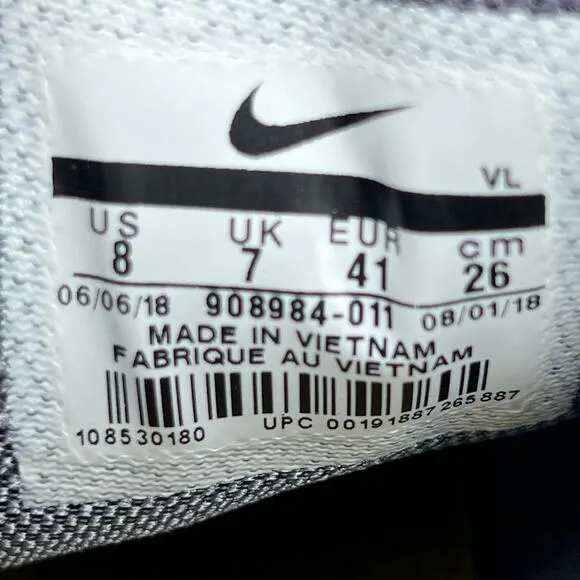 VL
US UK EUR cm
8 7 41 26
06/06/18 908984-011 08/01/18
MADE IN VIETNAM
FABRIQUE AU VIETNAM
108530180 UPC 00191887265887